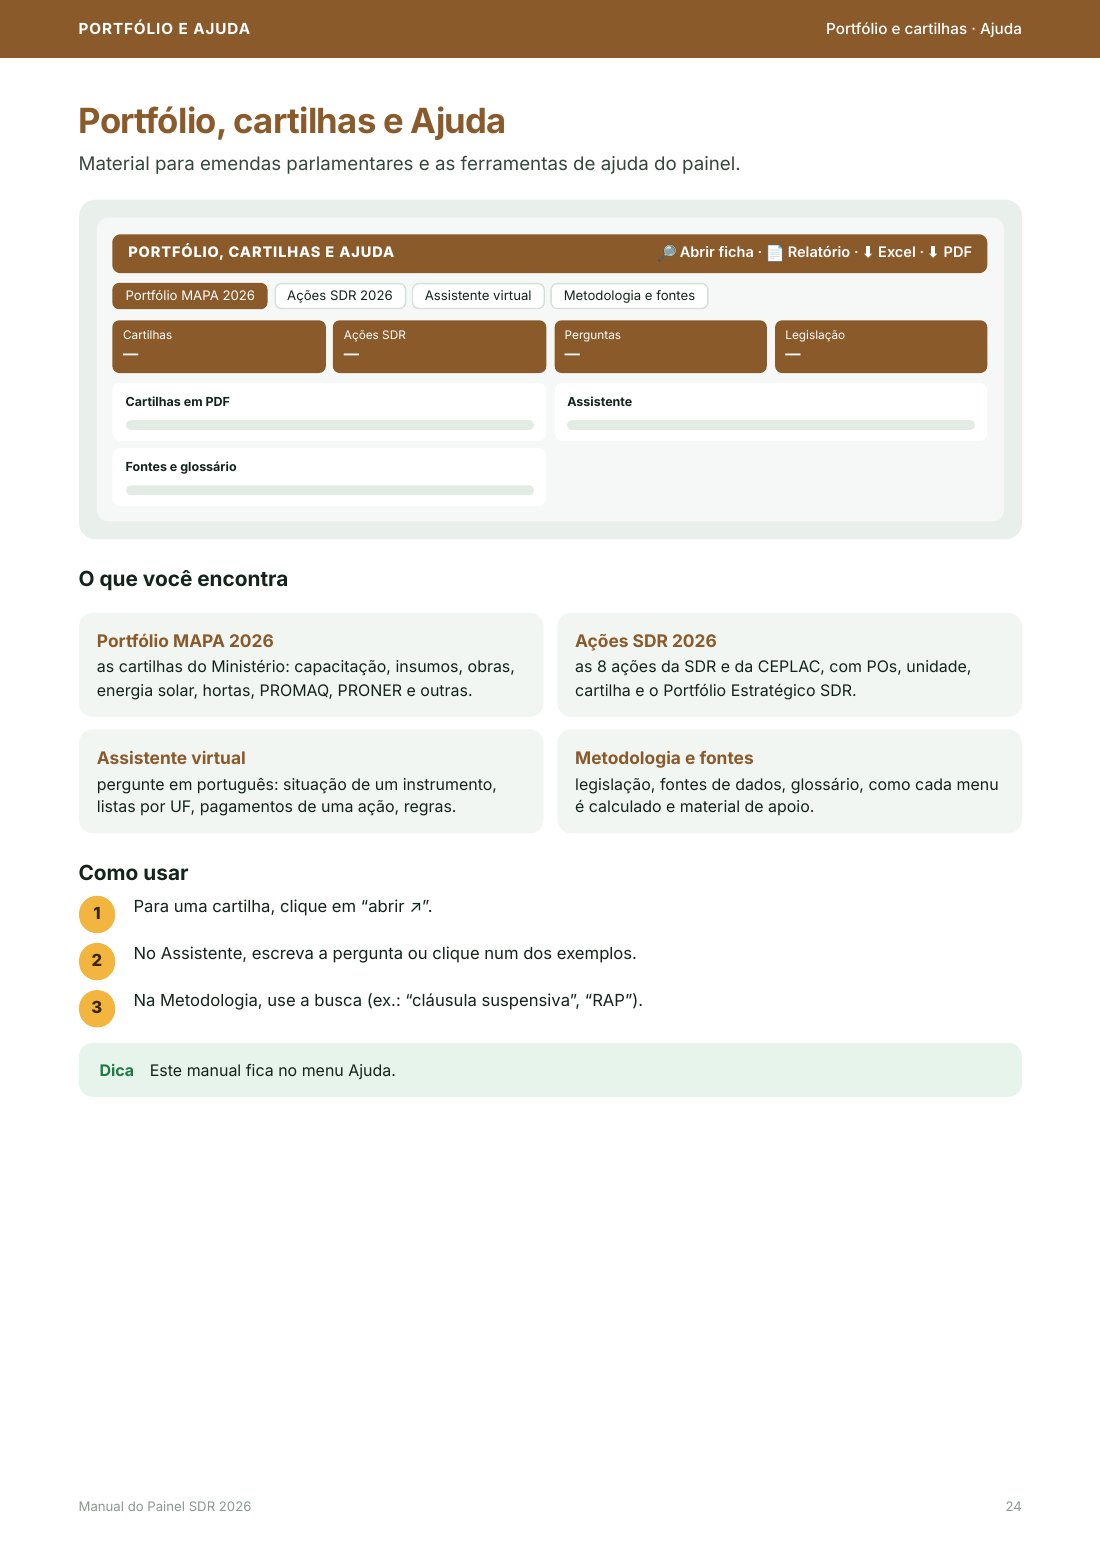 PORTFÓLIO E AJUDA
Portfólio e cartilhas · Ajuda
Portfólio, cartilhas e Ajuda
Material para emendas parlamentares e as ferramentas de ajuda do painel.
PORTFÓLIO, CARTILHAS E AJUDA
🔎 Abrir ficha · 📄 Relatório · ⬇ Excel · ⬇ PDF
Portfólio MAPA 2026
Ações SDR 2026
Assistente virtual
Metodologia e fontes
Cartilhas
—
Ações SDR
—
Perguntas
—
Legislação
—
Cartilhas em PDF
Assistente
Fontes e glossário
O que você encontra
Portfólio MAPA 2026
as cartilhas do Ministério: capacitação, insumos, obras,
energia solar, hortas, PROMAQ, PRONER e outras.
Ações SDR 2026
as 8 ações da SDR e da CEPLAC, com POs, unidade,
cartilha e o Portfólio Estratégico SDR.
Assistente virtual
pergunte em português: situação de um instrumento,
listas por UF, pagamentos de uma ação, regras.
Metodologia e fontes
legislação, fontes de dados, glossário, como cada menu
é calculado e material de apoio.
Como usar
1 Para uma cartilha, clique em “abrir ↗”.
2 No Assistente, escreva a pergunta ou clique num dos exemplos.
3 Na Metodologia, use a busca (ex.: “cláusula suspensiva”, “RAP”).
Dica Este manual fica no menu Ajuda.
Manual do Painel SDR 2026
24